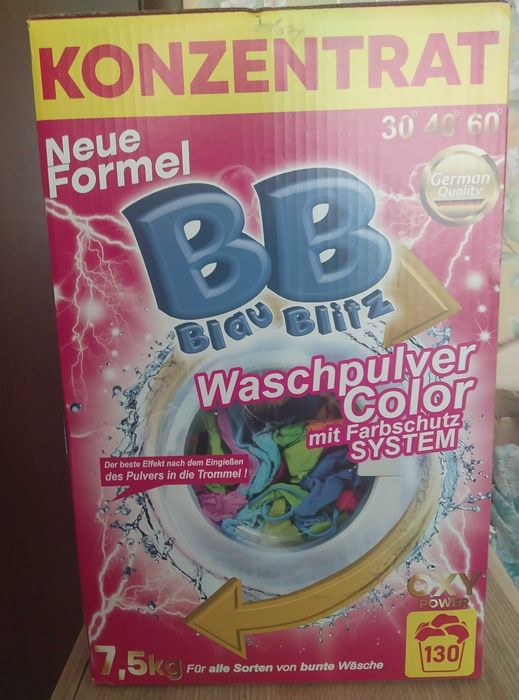 KONZENTRAT
30° 40° 60°
Neue
Formel
German
Quality
BB
Blau Blitz
Waschpulver
Color
mit Farbschutz
SYSTEM
Der beste Effekt nach dem Eingießen
des Pulvers in die Trommel !
OXY
POWER
130
7,5kg Für alle Sorten von bunte Wäsche